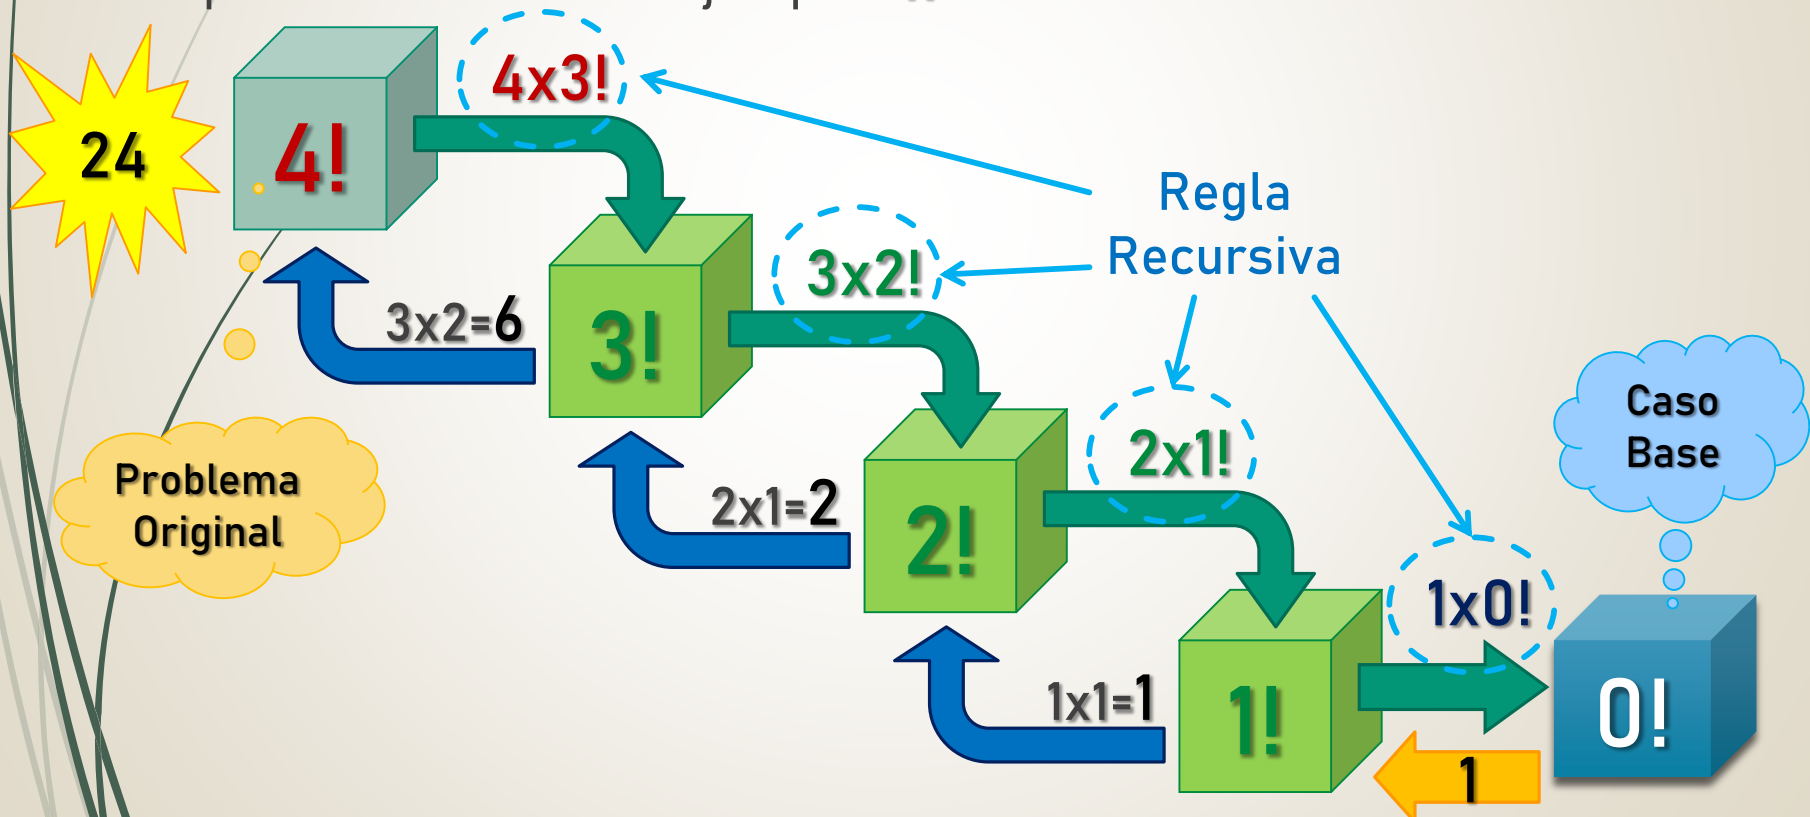 4x3!
24
4!
Regla
Recursiva
3x2!
3x2=6
3!
Caso
Base
2x1!
Problema
Original
2x1=2
2!
1x0!
1x1=1
1!
0!
1